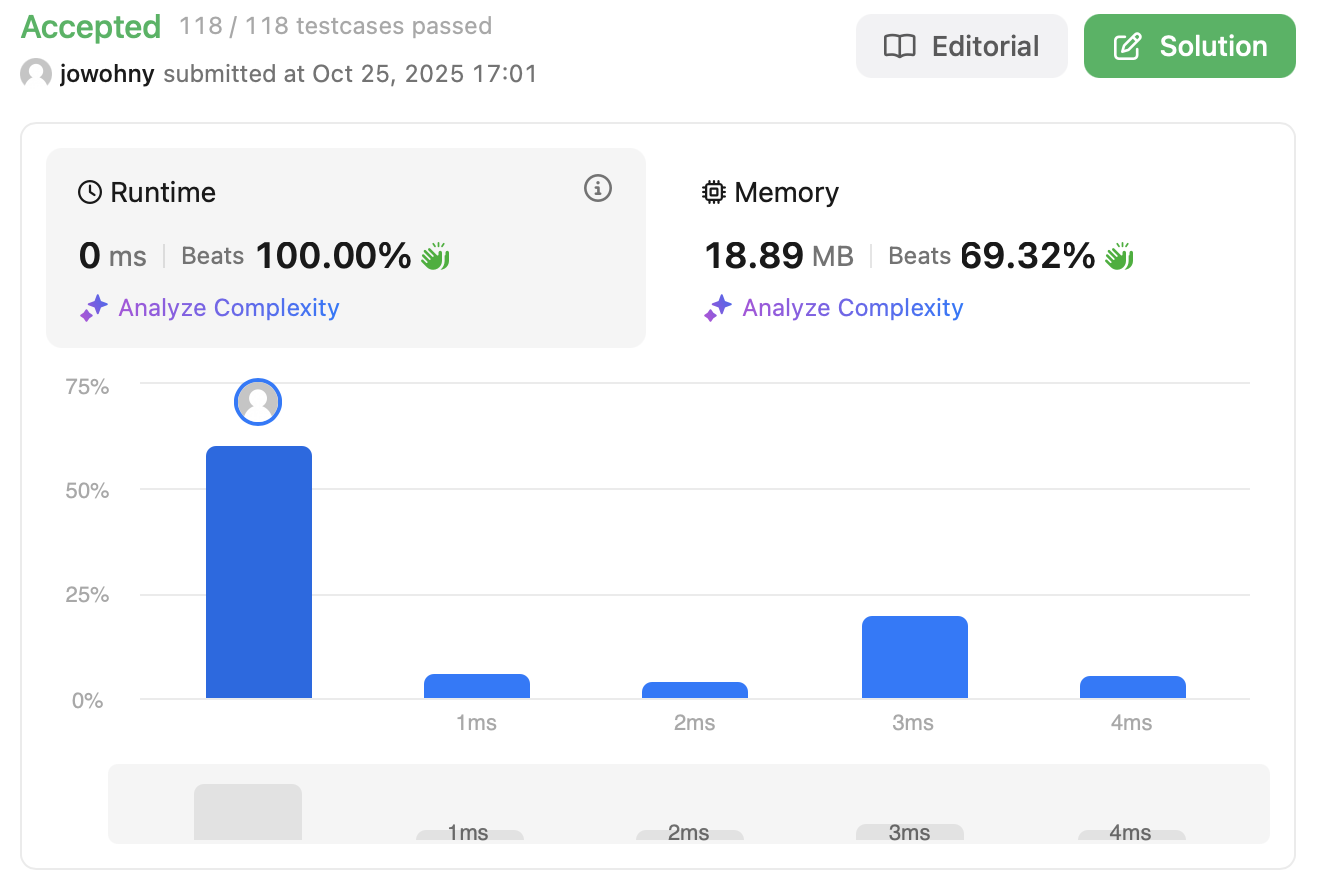 Accepted 118 / 118 testcases passed
jowohny submitted at Oct 25, 2025 17:01
Editorial
Solution
Runtime
0 ms | Beats 100.00%
Analyze Complexity
Memory
18.89 MB | Beats 69.32%
Analyze Complexity
75%
50%
25%
0%
1ms 2ms 3ms 4ms
1ms 2ms 3ms 4ms